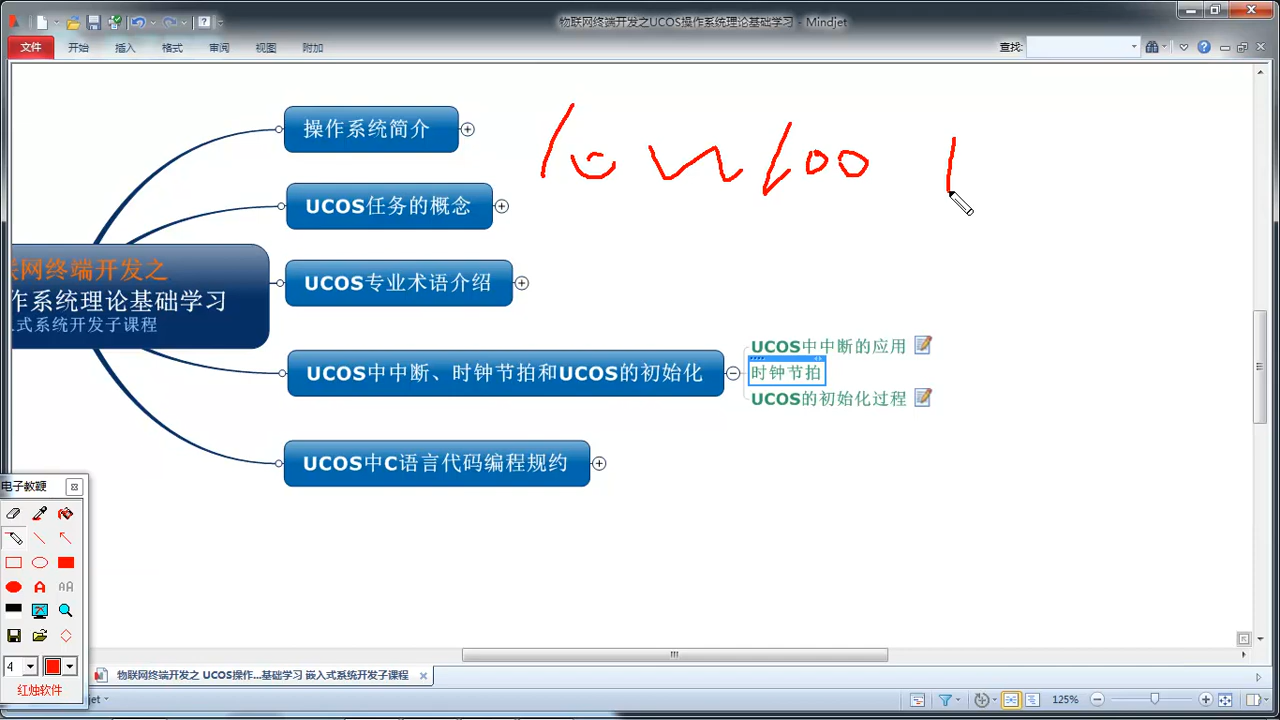 物联网终端开发之UCOS操作系统理论基础学习 - Mindjet
文件 开始 插入 格式 审阅 视图 附加 查找:
操作系统简介
10 ~ 100 1
UCOS任务的概念
联网终端开发之
作系统理论基础学习
式系统开发子课程
UCOS专业术语介绍
UCOS中中断、时钟节拍和UCOS的初始化
UCOS中中断的应用
时钟节拍
UCOS的初始化过程
UCOS中C语言代码编程规约
电子教鞭
4
红烛软件
物联网终端开发之 UCOS操作...基础学习 嵌入式系统开发子课程
jet
125%